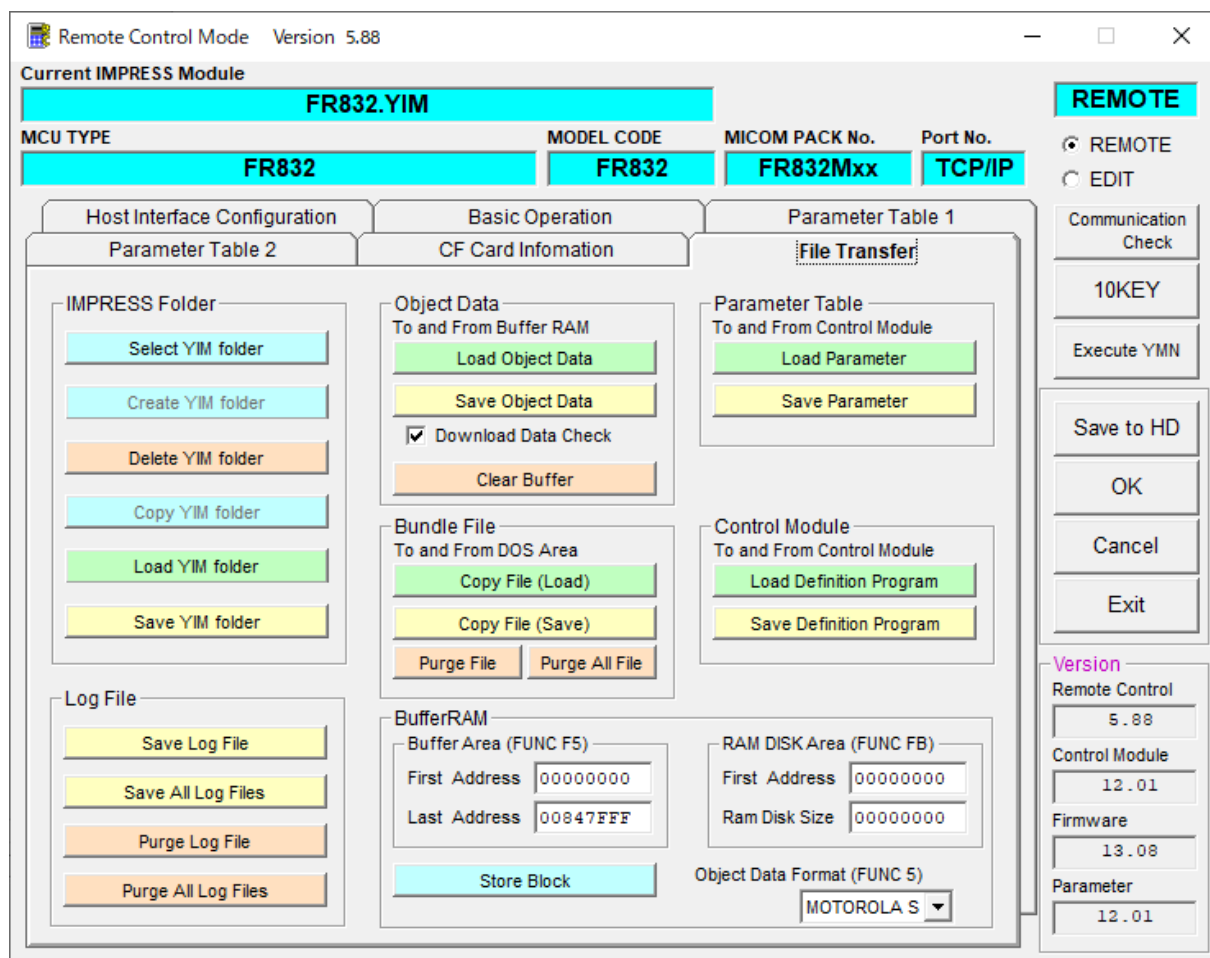 Remote Control Mode Version 5.88
Current IMPRESS Module
FR832.YIM
REMOTE
MCU TYPE
MODEL CODE
MICOM PACK No.
Port No.
FR832
FR832
FR832Mxx
TCP/IP
REMOTE
EDIT
Host Interface Configuration
Basic Operation
Parameter Table 1
Parameter Table 2
CF Card Infomation
File Transfer
Communication
Check
10KEY
Execute YMN
Save to HD
OK
Cancel
Exit
IMPRESS Folder
Select YIM folder
Create YIM folder
Delete YIM folder
Copy YIM folder
Load YIM folder
Save YIM folder
Object Data
To and From Buffer RAM
Load Object Data
Save Object Data
Download Data Check
Clear Buffer
Parameter Table
To and From Control Module
Load Parameter
Save Parameter
Bundle File
To and From DOS Area
Copy File (Load)
Copy File (Save)
Purge File
Purge All File
Control Module
To and From Control Module
Load Definition Program
Save Definition Program
Log File
Save Log File
Save All Log Files
Purge Log File
Purge All Log Files
BufferRAM
Buffer Area (FUNC F5)
First Address 00000000
Last Address 00847FFF
RAM DISK Area (FUNC FB)
First Address 00000000
Ram Disk Size 00000000
Store Block
Object Data Format (FUNC 5)
MOTOROLA S
Version
Remote Control
5.88
Control Module
12.01
Firmware
13.08
Parameter
12.01